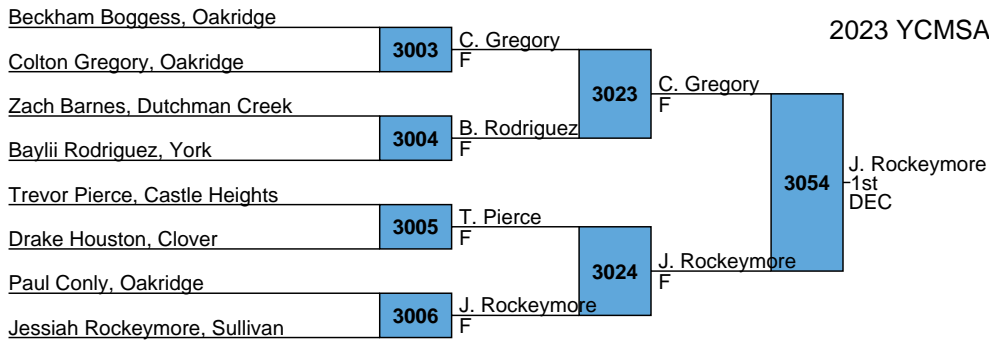 Beckham Boggess, Oakridge
Colton Gregory, Oakridge
Zach Barnes, Dutchman Creek
Baylii Rodriguez, York
Trevor Pierce, Castle Heights
Drake Houston, Clover
Paul Conly, Oakridge
Jessiah Rockeymore, Sullivan
3003
3004
3005
3006
C. Gregory
F
B. Rodriguez
F
T. Pierce
F
J. Rockeymore
F
3023
3024
C. Gregory
F
J. Rockeymore
F
3054
J. Rockeymore
1st
DEC
2023 YCMSA